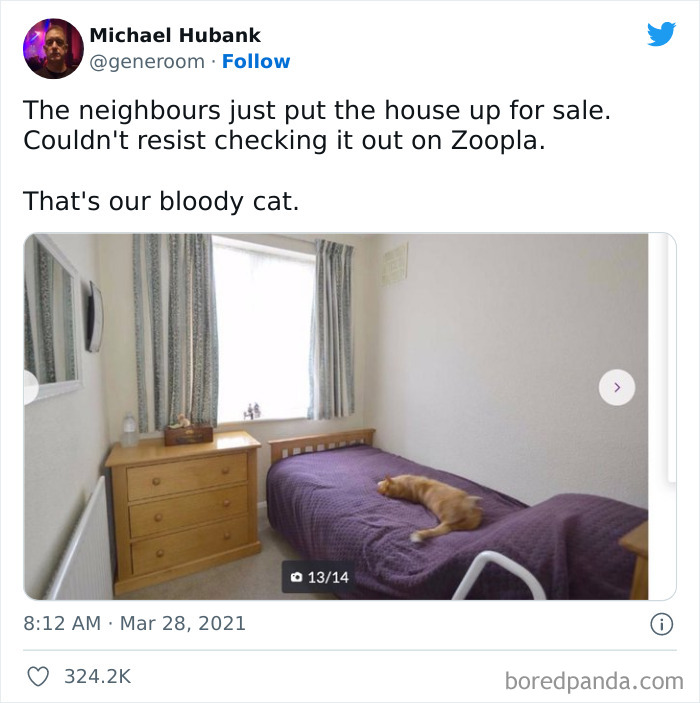 Michael Hubank
@generoom · Follow
The neighbours just put the house up for sale.
Couldn't resist checking it out on Zoopla.
That's our bloody cat.
13/14
8:12 AM · Mar 28, 2021
324.2K
boredpanda.com